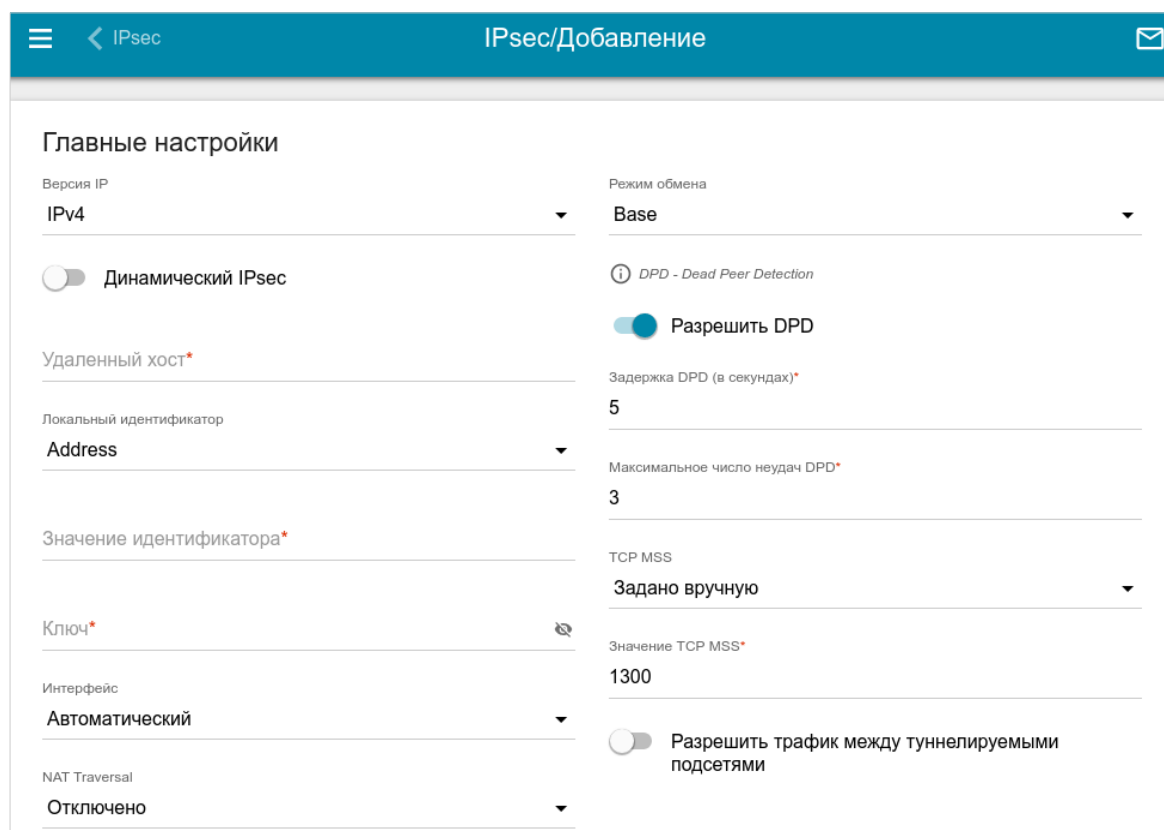 IPsec
IPsec/Добавление
Главные настройки
Версия IP
IPv4
Динамический IPsec
Удаленный хост*
Локальный идентификатор
Address
Значение идентификатора*
Ключ*
Интерфейс
Автоматический
NAT Traversal
Отключено
Режим обмена
Base
DPD - Dead Peer Detection
Разрешить DPD
Задержка DPD (в секундах)*
5
Максимальное число неудач DPD*
3
TCP MSS
Задано вручную
Значение TCP MSS*
1300
Разрешить трафик между туннелируемыми
подсетями